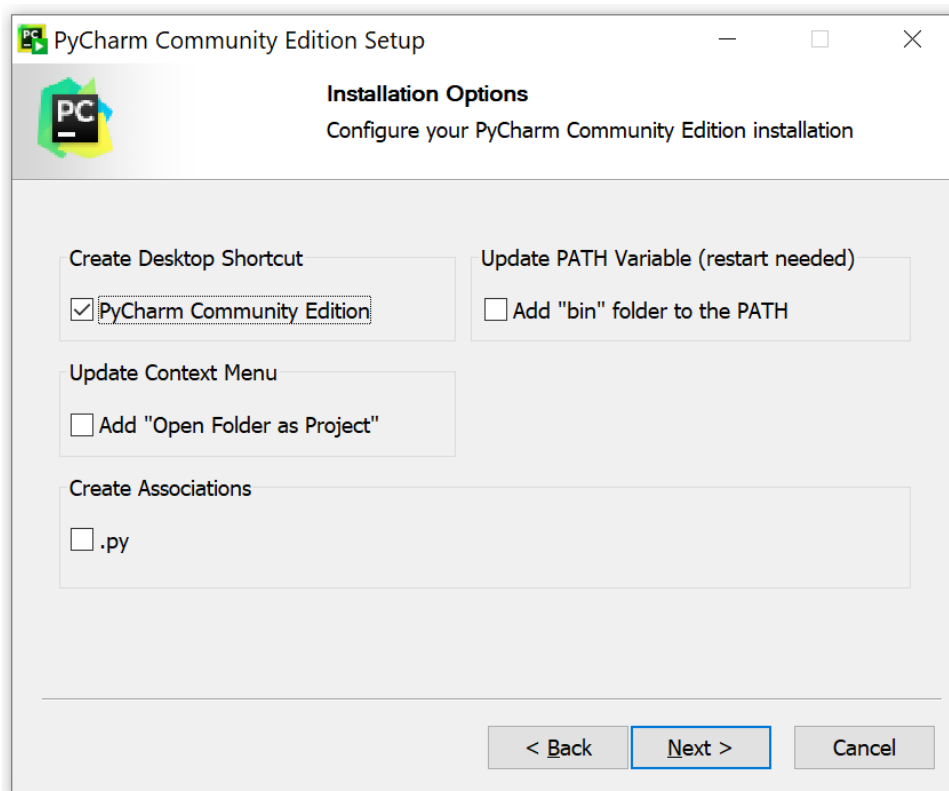 PyCharm Community Edition Setup
PC
Installation Options
Configure your PyCharm Community Edition installation
Create Desktop Shortcut
PyCharm Community Edition
Update PATH Variable (restart needed)
Add "bin" folder to the PATH
Update Context Menu
Add "Open Folder as Project"
Create Associations
.py
< Back
Next >
Cancel